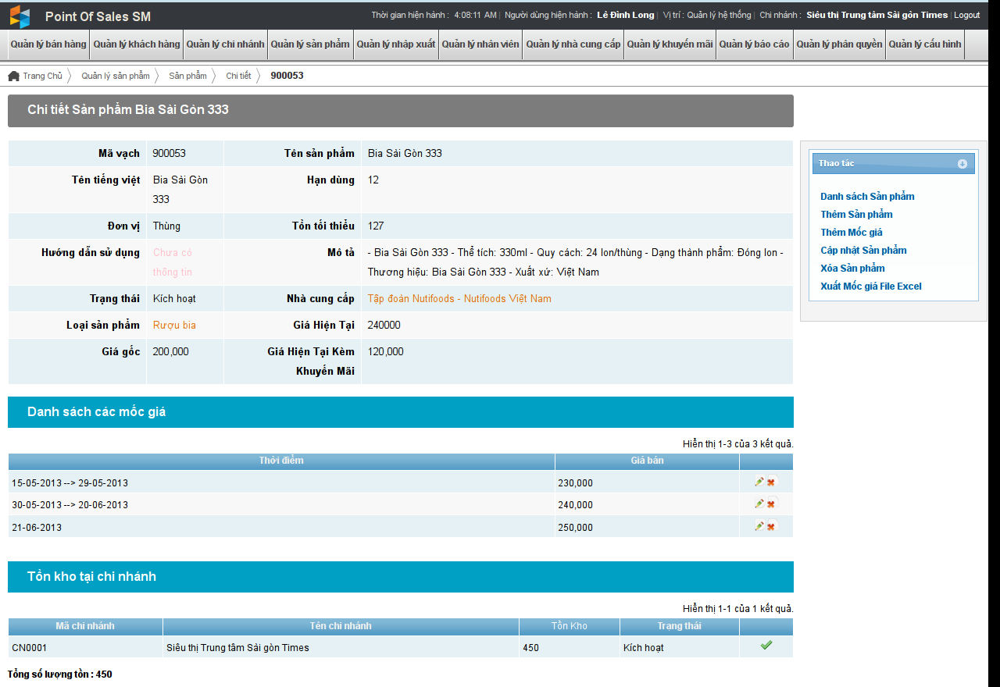 Point Of Sales SM
Thời gian hiện hành : 4:08:11 AM | Người dùng hiện hành : Lê Đình Long | Vị trí : Quản lý hệ thống | Chi nhánh : Siêu thị Trung tâm Sài gòn Times | Logout
Quản lý bán hàng Quản lý khách hàng Quản lý chi nhánh Quản lý sản phẩm Quản lý nhập xuất Quản lý nhân viên Quản lý nhà cung cấp Quản lý khuyến mãi Quản lý báo cáo Quản lý phân quyền Quản lý cấu hình
Trang Chủ Quản lý sản phẩm Sản phẩm Chi tiết 900053
Chi tiết Sản phẩm Bia Sài Gòn 333
Mã vạch 900053 Tên sản phẩm Bia Sài Gòn 333
Tên tiếng việt Bia Sài Gòn 333 Hạn dùng 12
Đơn vị Thùng Tồn tối thiểu 127
Hướng dẫn sử dụng Chưa có thông tin Mô tả - Bia Sài Gòn 333 - Thể tích: 330ml - Quy cách: 24 lon/thùng - Dạng thành phẩm: Đóng lon -
Thương hiệu: Bia Sài Gòn 333 - Xuất xứ: Việt Nam
Trạng thái Kích hoạt Nhà cung cấp Tập đoàn Nutifoods - Nutifoods Việt Nam
Loại sản phẩm Rượu bia Giá Hiện Tại 240000
Giá gốc 200,000 Giá Hiện Tại Kèm Khuyến Mãi 120,000
Thao tác
Danh sách Sản phẩm
Thêm Sản phẩm
Thêm Mốc giá
Cập nhật Sản phẩm
Xóa Sản phẩm
Xuất Mốc giá File Excel
Danh sách các mốc giá
Hiển thị 1-3 của 3 kết quả.
Thời điểm Giá bán
15-05-2013 --> 29-05-2013 230,000
30-05-2013 --> 20-06-2013 240,000
21-06-2013 250,000
Tồn kho tại chi nhánh
Hiển thị 1-1 của 1 kết quả.
Mã chi nhánh Tên chi nhánh Tồn Kho Trạng thái
CN0001 Siêu thị Trung tâm Sài gòn Times 450 Kích hoạt
Tổng số lượng tồn : 450